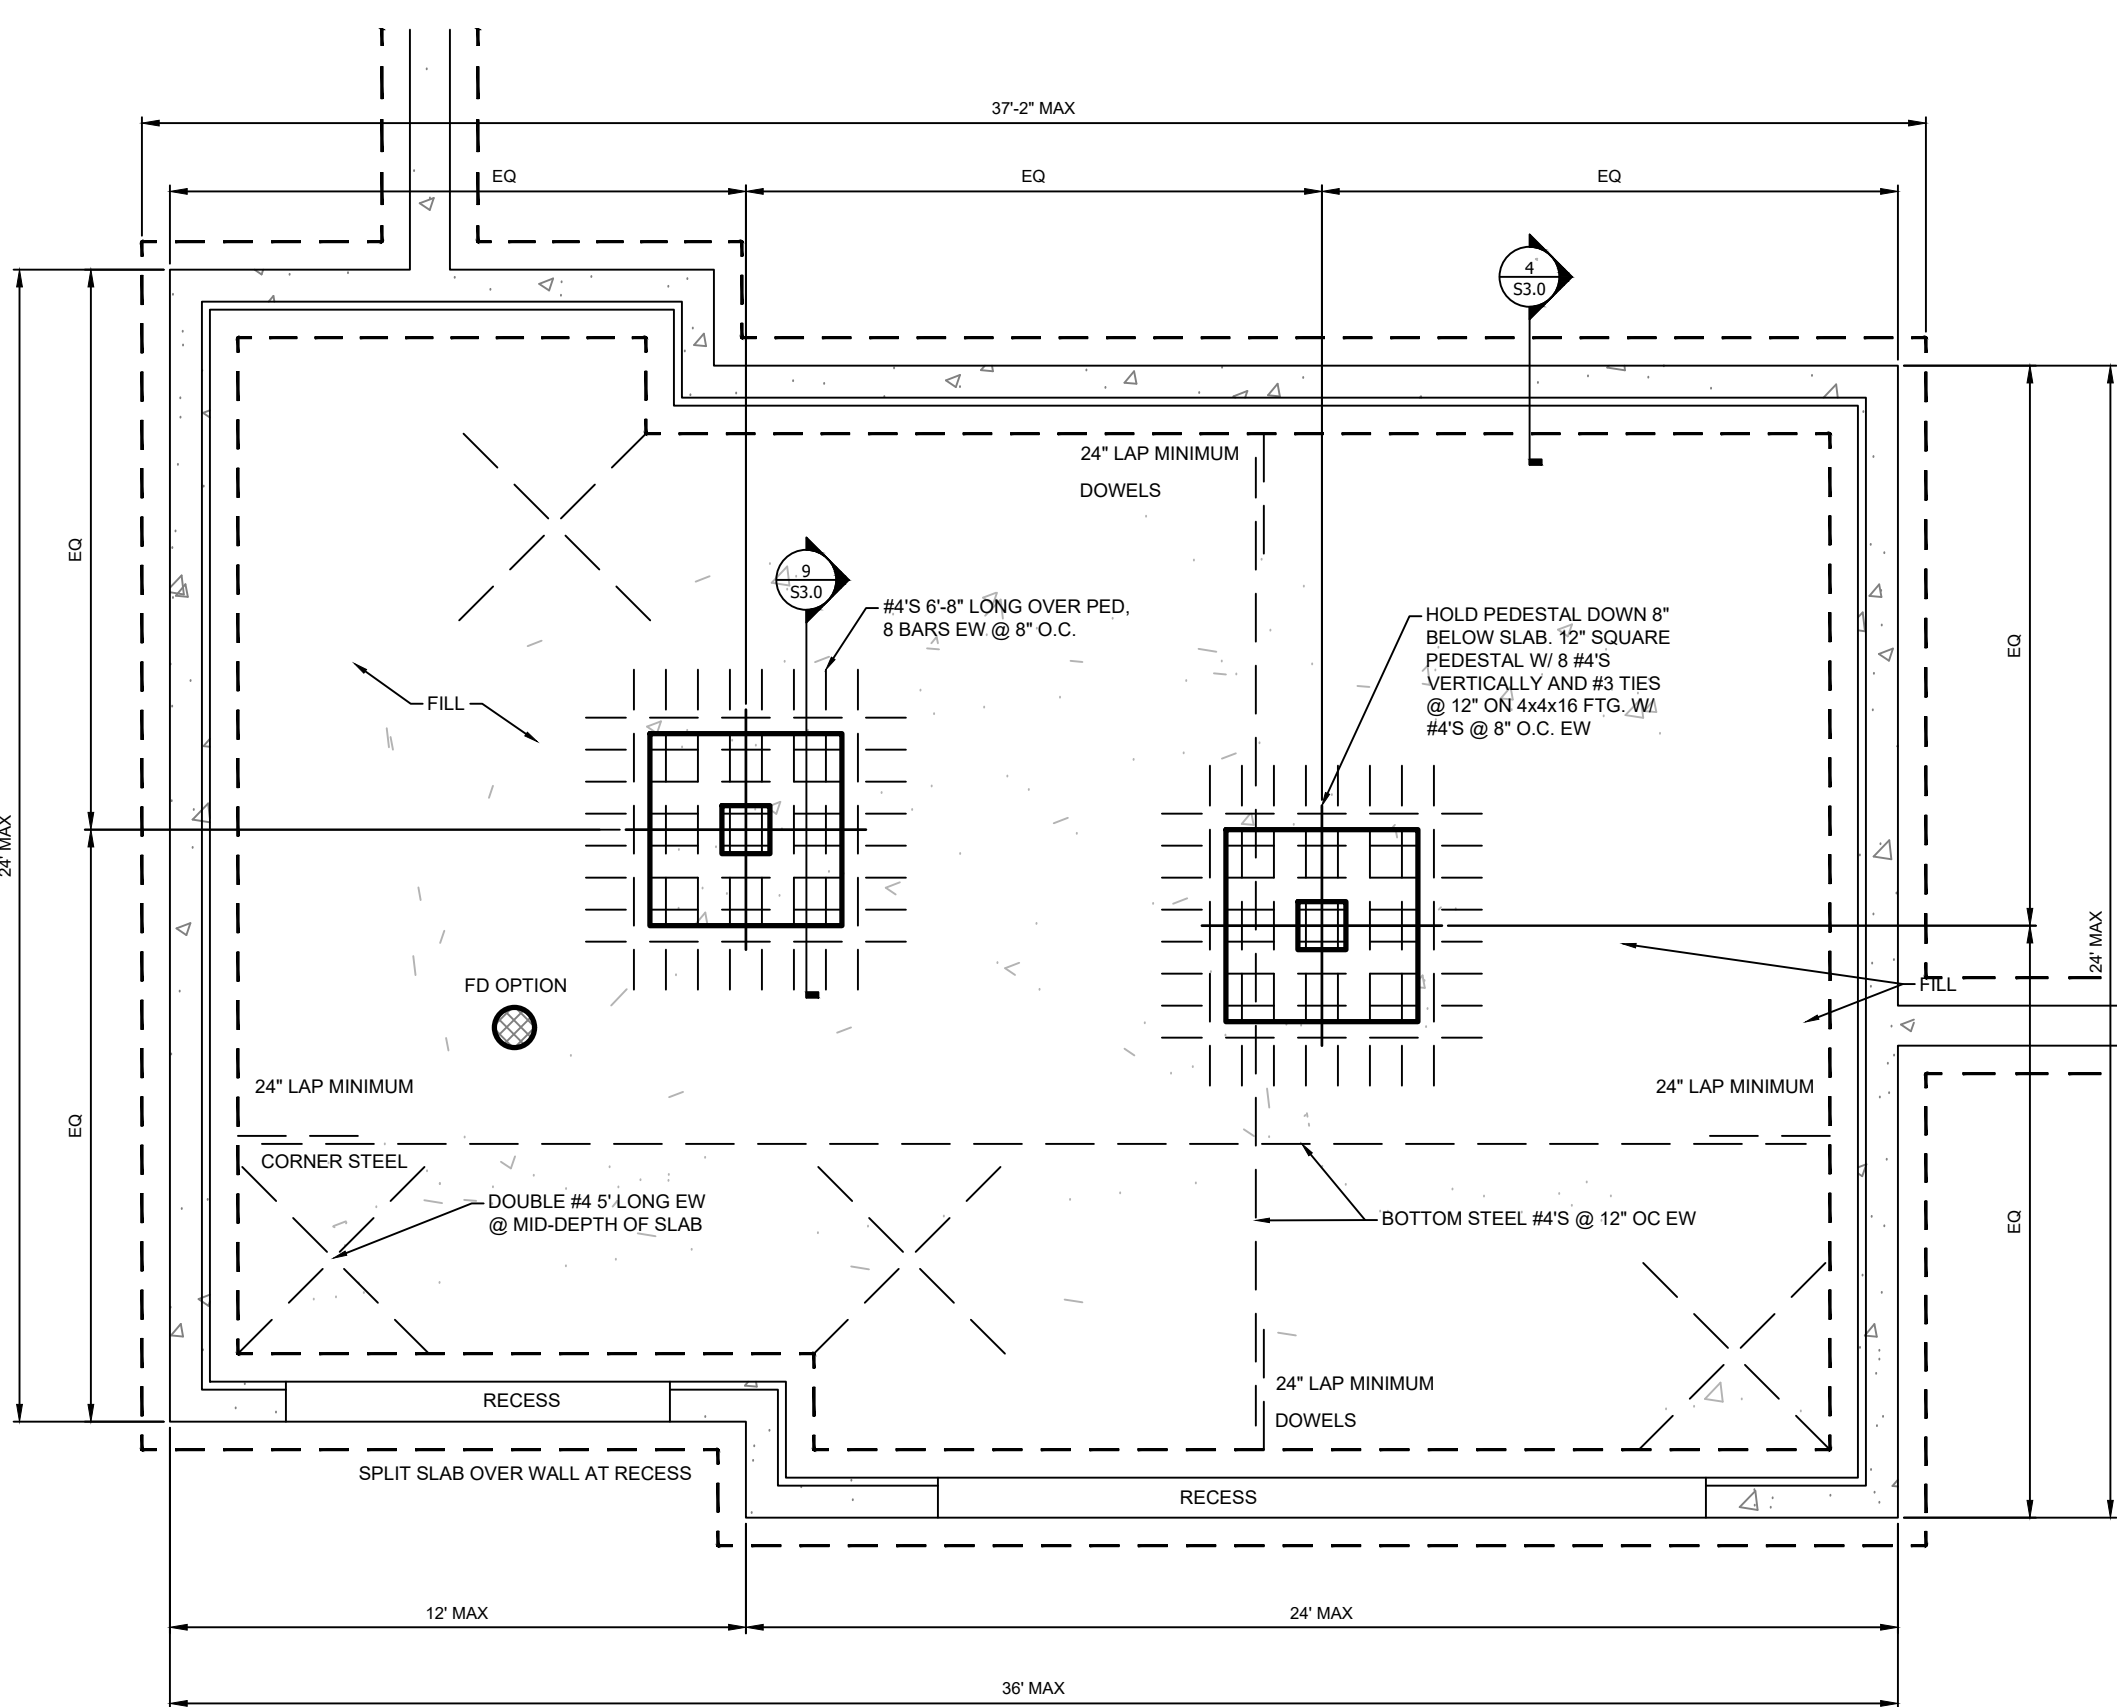 37'-2" MAX
EQ
EQ
EQ
4
S3.0
24" LAP MINIMUM
DOWELS
EQ
9
S3.0
#4'S 6'-8" LONG OVER PED,
8 BARS EW @ 8" O.C.
HOLD PEDESTAL DOWN 8"
BELOW SLAB. 12" SQUARE
PEDESTAL W/ 8 #4'S
VERTICALLY AND #3 TIES
@ 12" ON 4x4x16 FTG. W/
#4'S @ 8" O.C. EW
EQ
FILL
24' MAX
24' MAX
FD OPTION
FILL
24" LAP MINIMUM
24" LAP MINIMUM
EQ
CORNER STEEL
DOUBLE #4 5' LONG EW
@ MID-DEPTH OF SLAB
BOTTOM STEEL #4'S @ 12" OC EW
EQ
24" LAP MINIMUM
DOWELS
RECESS
SPLIT SLAB OVER WALL AT RECESS
RECESS
12' MAX
24' MAX
36' MAX